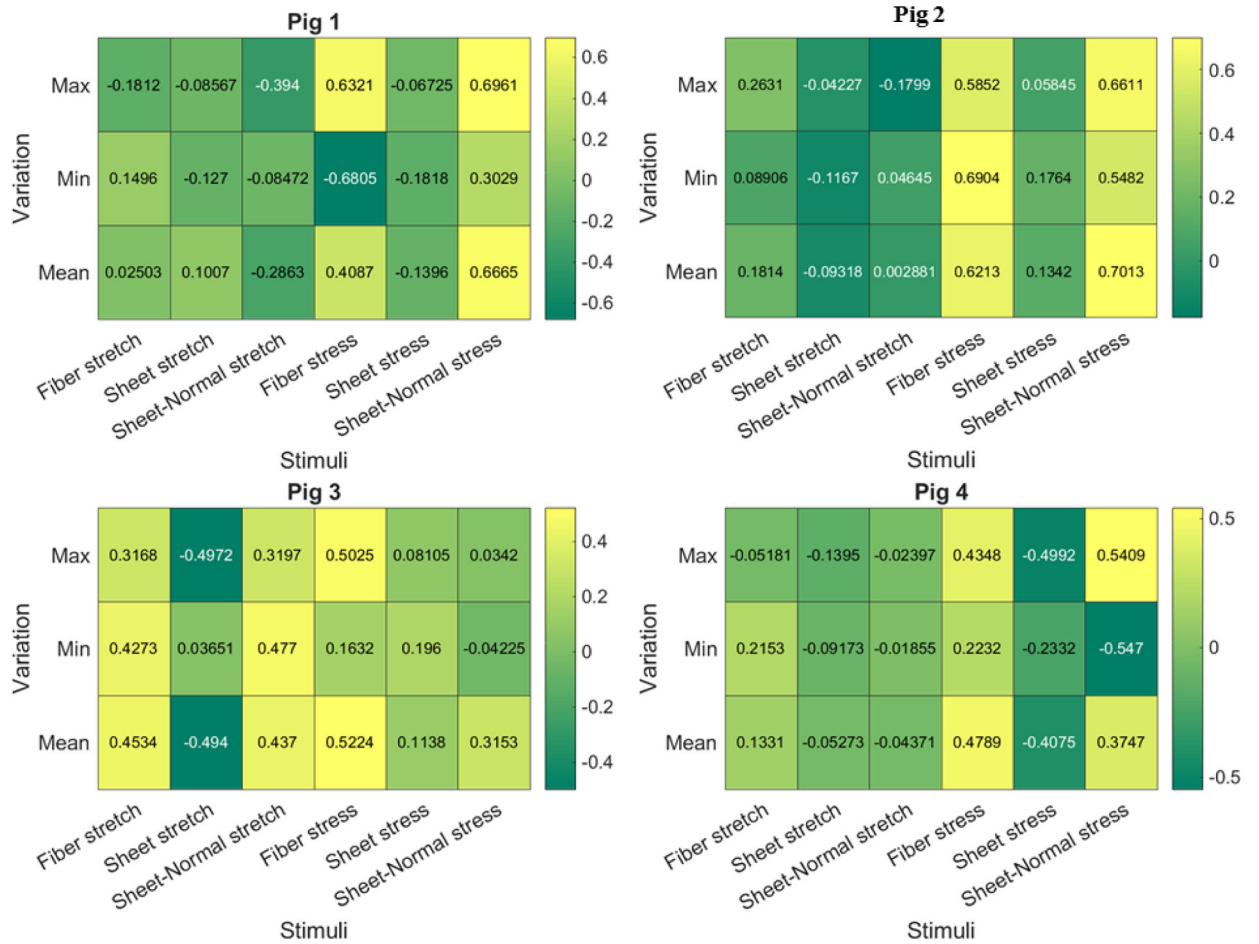 Pig 1
Max -0.1812 -0.08567 -0.394 0.6321 -0.06725 0.6961
Min 0.1496 -0.127 -0.08472 -0.6805 -0.1818 0.3029
Mean 0.02503 0.1007 -0.2863 0.4087 -0.1396 0.6665
Variation
Fiber stretch
Sheet stretch
Sheet-Normal stretch
Fiber stress
Sheet stress
Sheet-Normal stress
Stimuli
0.6
0.4
0.2
0
-0.2
-0.4
-0.6
Pig 2
Max 0.2631 -0.04227 -0.1799 0.5852 0.05845 0.6611
Min 0.08906 -0.1167 0.04645 0.6904 0.1764 0.5482
Mean 0.1814 -0.09318 0.002881 0.6213 0.1342 0.7013
Variation
Fiber stretch
Sheet stretch
Sheet-Normal stretch
Fiber stress
Sheet stress
Sheet-Normal stress
Stimuli
0.6
0.4
0.2
0
Pig 3
Max 0.3168 -0.4972 0.3197 0.5025 0.08105 0.0342
Min 0.4273 0.03651 0.477 0.1632 0.196 -0.04225
Mean 0.4534 -0.494 0.437 0.5224 0.1138 0.3153
Variation
Fiber stretch
Sheet stretch
Sheet-Normal stretch
Fiber stress
Sheet stress
Sheet-Normal stress
Stimuli
0.4
0.2
0
-0.2
-0.4
Pig 4
Max -0.05181 -0.1395 -0.02397 0.4348 -0.4992 0.5409
Min 0.2153 -0.09173 -0.01855 0.2232 -0.2332 -0.547
Mean 0.1331 -0.05273 -0.04371 0.4789 -0.4075 0.3747
Variation
Fiber stretch
Sheet stretch
Sheet-Normal stretch
Fiber stress
Sheet stress
Sheet-Normal stress
Stimuli
0.5
0
-0.5